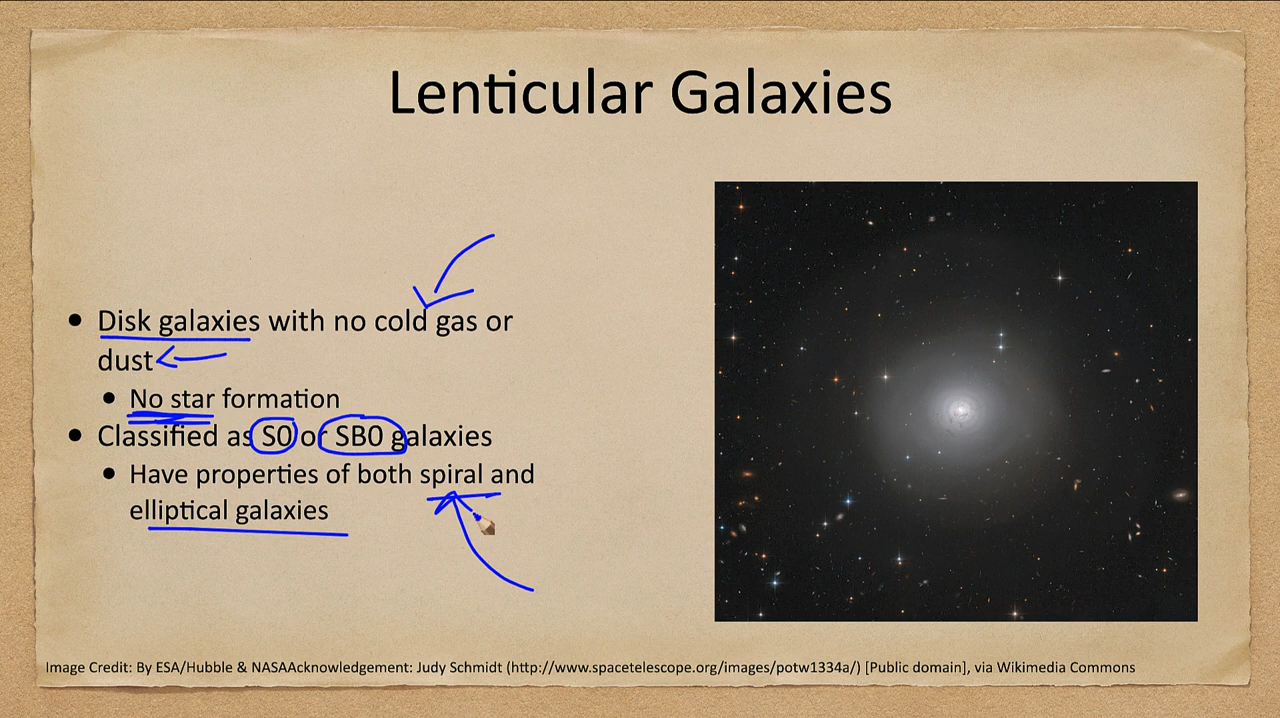 Lenticular Galaxies
• Disk galaxies with no cold gas or
dust
• No star formation
• Classified as S0 or SB0 galaxies
• Have properties of both spiral and
elliptical galaxies
Image Credit: By ESA/Hubble & NASAAcknowledgement: Judy Schmidt (http://www.spacetelescope.org/images/potw1334a/) [Public domain], via Wikimedia Commons